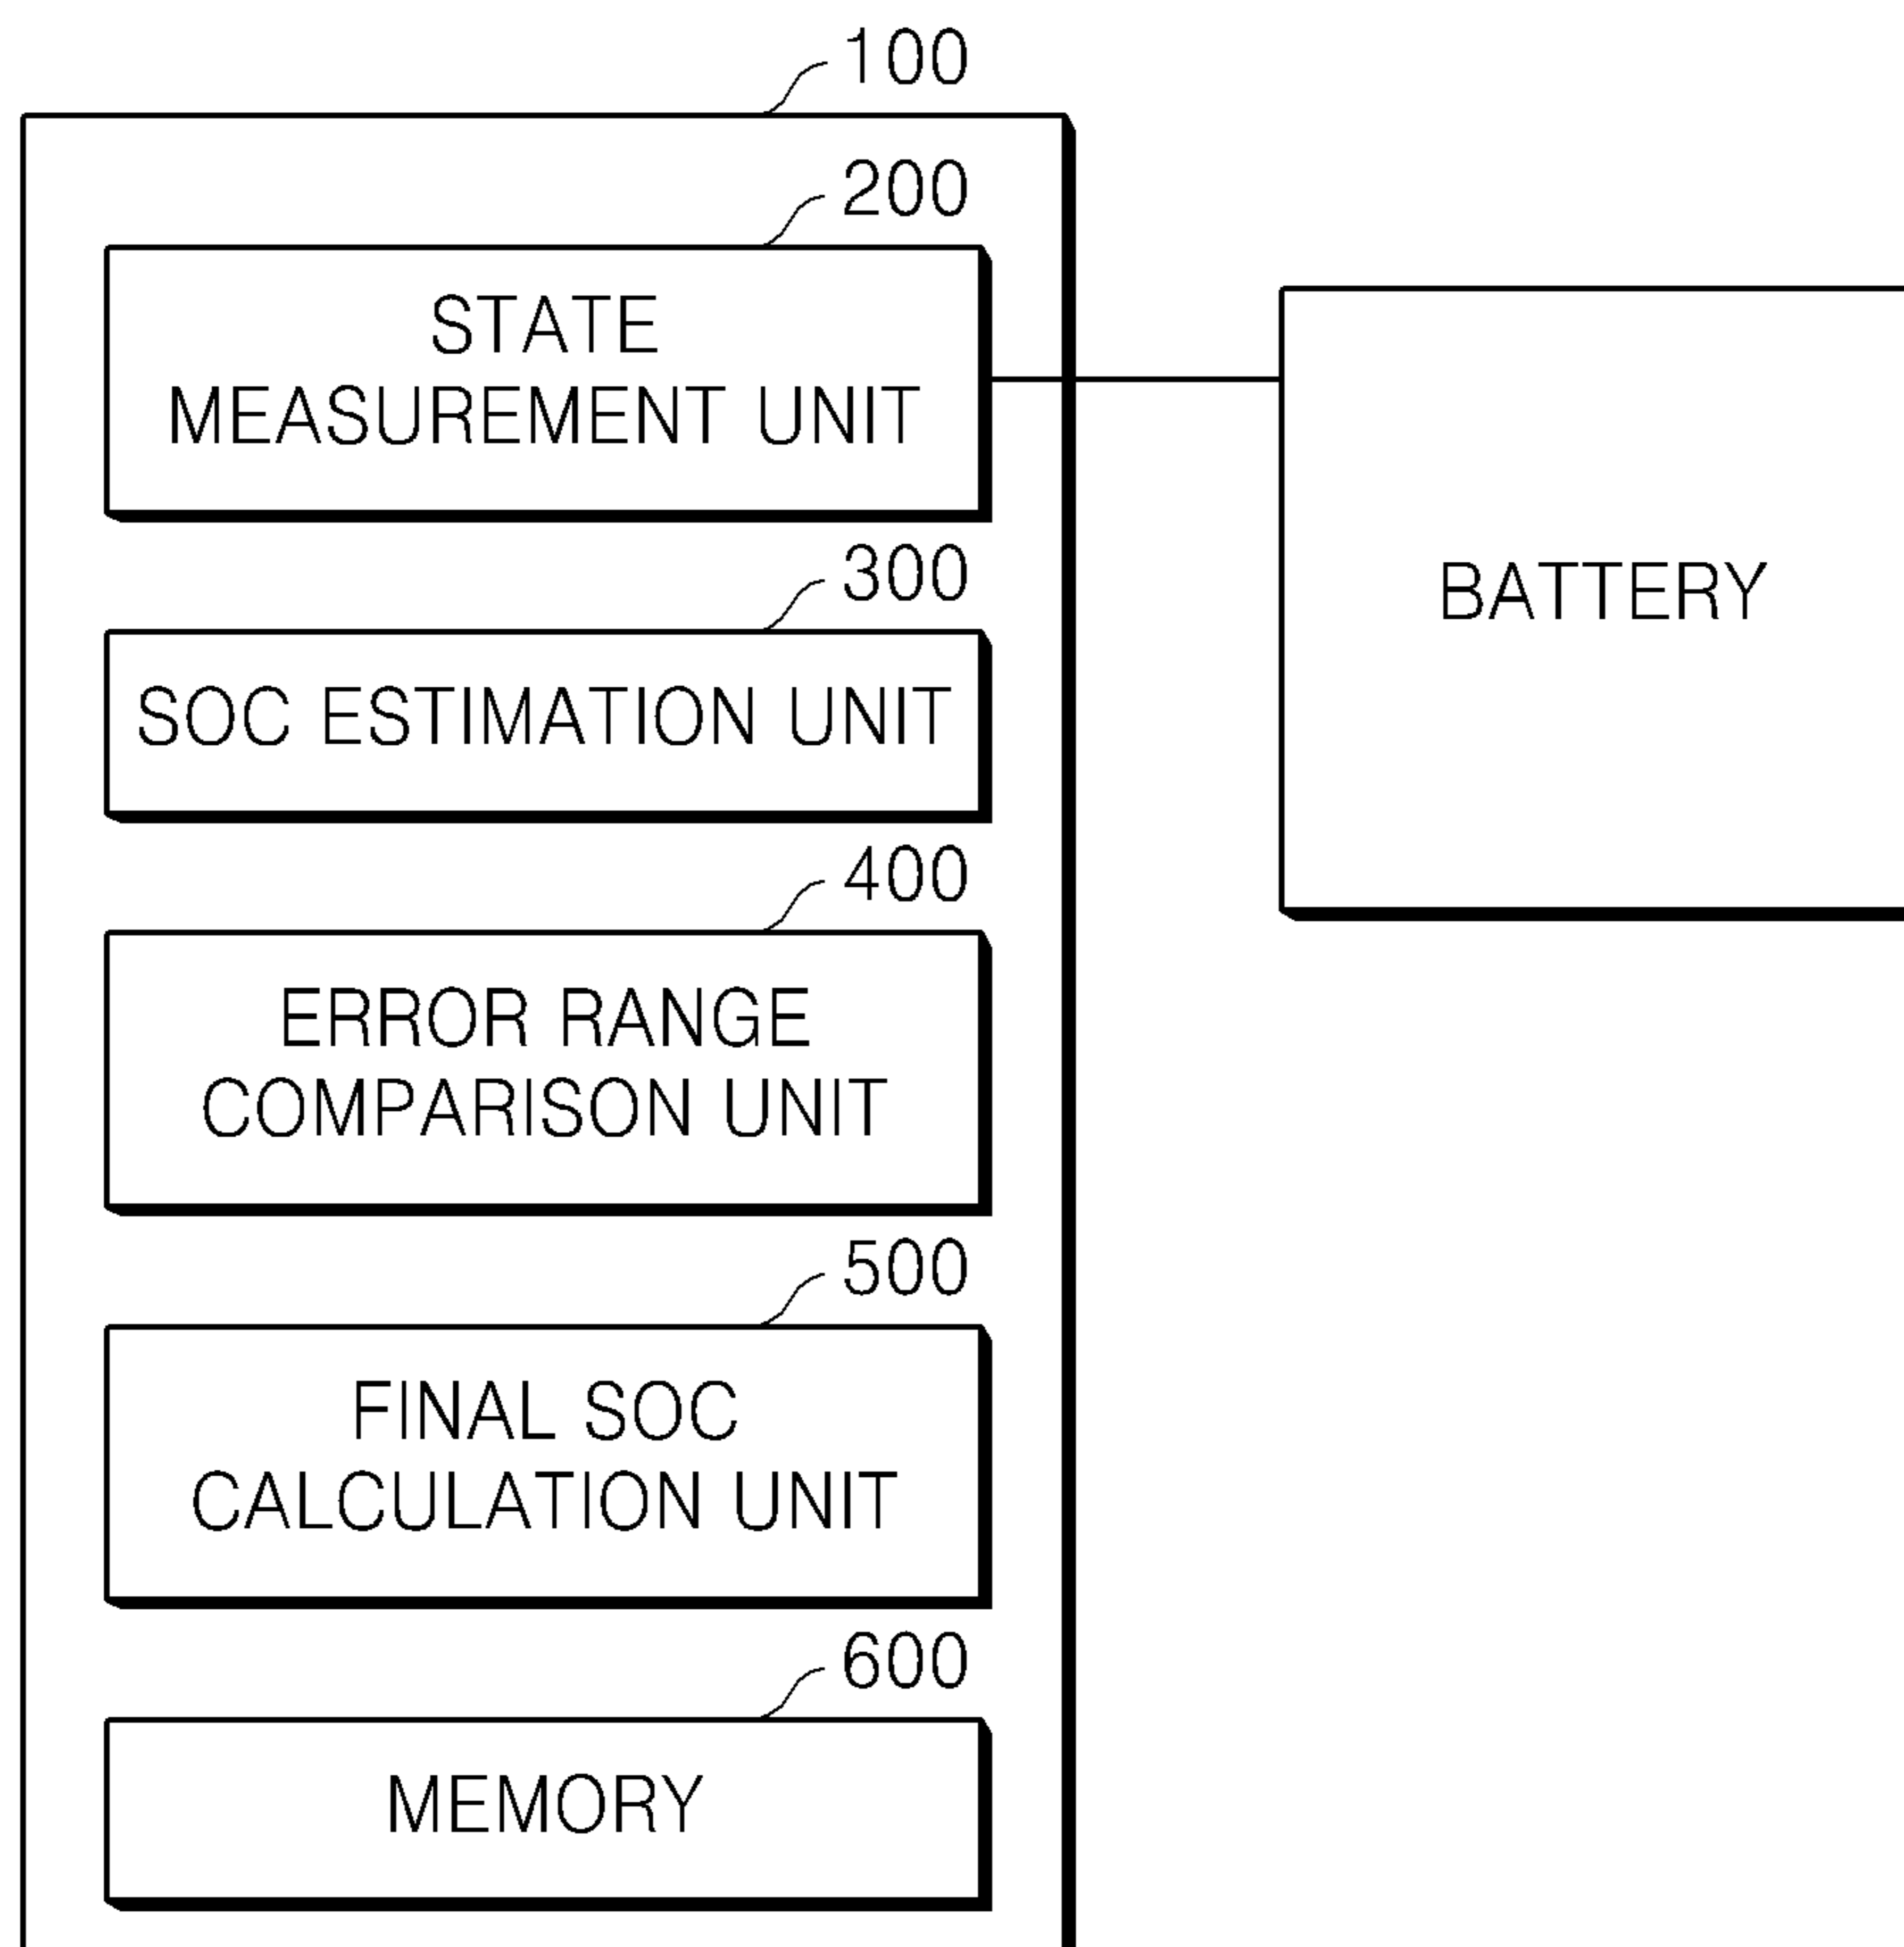 100
200
STATE
MEASUREMENT UNIT
300
SOC ESTIMATION UNIT
400
ERROR RANGE
COMPARISON UNIT
500
FINAL SOC
CALCULATION UNIT
600
MEMORY
BATTERY